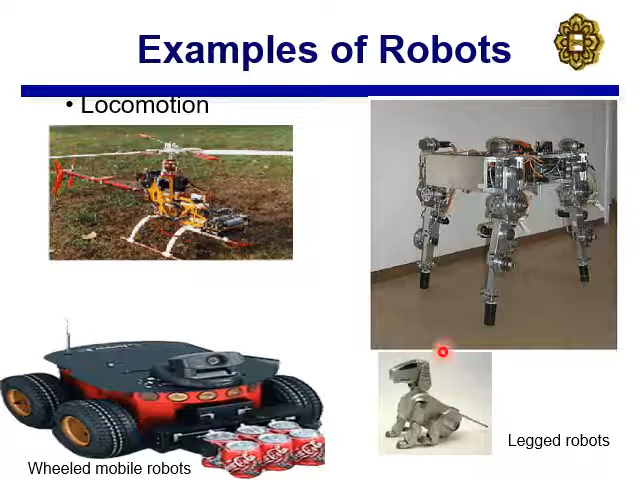 Examples of Robots
• Locomotion
Legged robots
Wheeled mobile robots